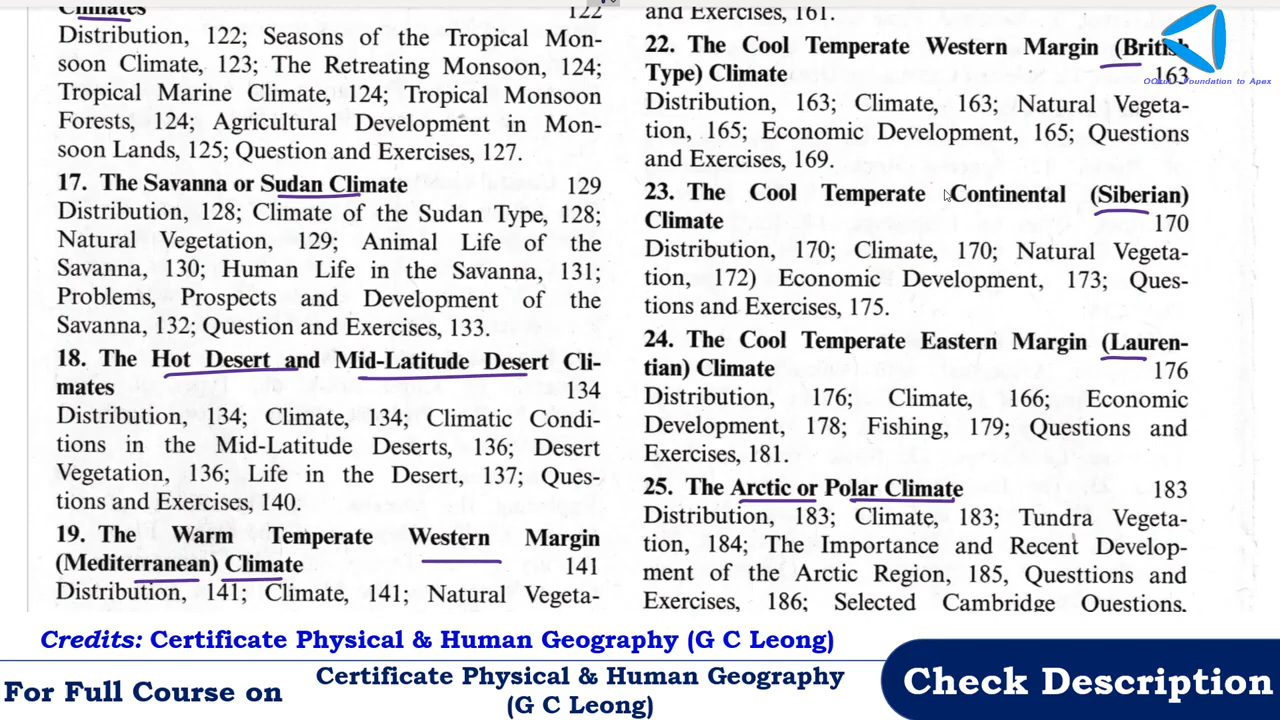 Climates 122
Distribution, 122; Seasons of the Tropical Mon-
soon Climate, 123; The Retreating Monsoon, 124;
Tropical Marine Climate, 124; Tropical Monsoon
Forests, 124; Agricultural Development in Mon-
soon Lands, 125; Question and Exercises, 127.
17. The Savanna or Sudan Climate 129
Distribution, 128; Climate of the Sudan Type, 128;
Natural Vegetation, 129; Animal Life of the
Savanna, 130; Human Life in the Savanna, 131;
Problems, Prospects and Development of the
Savanna, 132; Question and Exercises, 133.
18. The Hot Desert and Mid-Latitude Desert Cli-
mates 134
Distribution, 134; Climate, 134; Climatic Condi-
tions in the Mid-Latitude Deserts, 136; Desert
Vegetation, 136; Life in the Desert, 137; Ques-
tions and Exercises, 140.
19. The Warm Temperate Western Margin
(Mediterranean) Climate 141
Distribution, 141; Climate, 141; Natural Vegeta-
and Exercises, 161.
22. The Cool Temperate Western Margin (British
Type) Climate 163
Distribution, 163; Climate, 163; Natural Vegeta-
tion, 165; Economic Development, 165; Questions
and Exercises, 169.
23. The Cool Temperate Continental (Siberian)
Climate 170
Distribution, 170; Climate, 170; Natural Vegeta-
tion, 172) Economic Development, 173; Ques-
tions and Exercises, 175.
24. The Cool Temperate Eastern Margin (Lauren-
tian) Climate 176
Distribution, 176; Climate, 166; Economic
Development, 178; Fishing, 179; Questions and
Exercises, 181.
25. The Arctic or Polar Climate 183
Distribution, 183; Climate, 183; Tundra Vegeta-
tion, 184; The Importance and Recent Develop-
ment of the Arctic Region, 185, Questtions and
Exercises, 186; Selected Cambridge Questions.
Foundation to Apex
Credits: Certificate Physical & Human Geography (G C Leong)
For Full Course on
Certificate Physical & Human Geography
(G C Leong)
Check Description